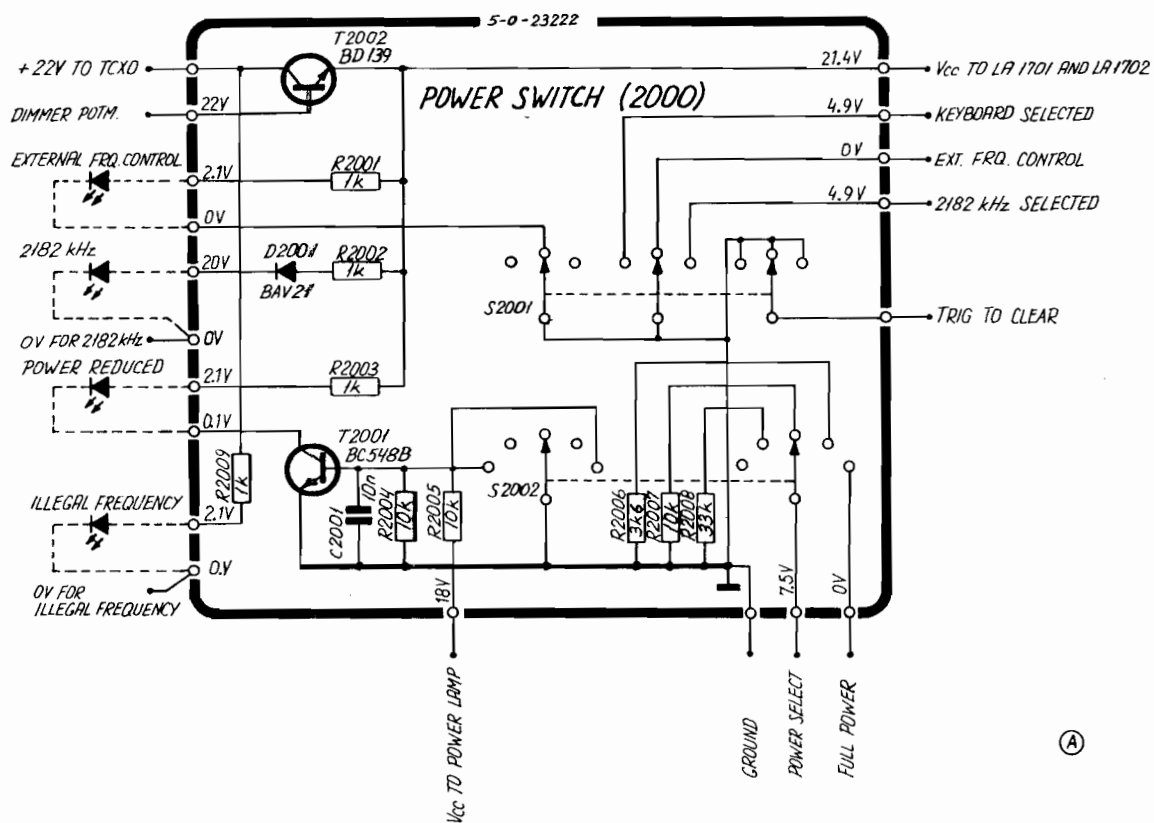 5-0-23222
T2002
BD139
+22V TO TCXO
21.4V
Vcc TO LA 1701 AND LA 1702
POWER SWITCH (2000)
DIMMER POTM.
22V
4.9V
KEYBOARD SELECTED
EXTERNAL FRQ. CONTROL
2.1V
R2001
1k
0V
EXT. FRQ. CONTROL
0V
4.9V
2182 kHz SELECTED
2182 kHz
20V
D2001
BAV21
R2002
1k
S2001
0V FOR 2182 kHz
0V
TRIG TO CLEAR
POWER REDUCED
2.1V
R2003
1k
0.1V
T2001
BC548B
R2009
1k
C2001
10n
R2004
10k
R2005
10k
S2002
R2006
3k6
R2007
10k
R2008
33k
ILLEGAL FREQUENCY
2.1V
0.V
0V FOR
ILLEGAL FREQUENCY
18V
7.5V
0V
Vcc TO POWER LAMP
GROUND
POWER SELECT
FULL POWER
A